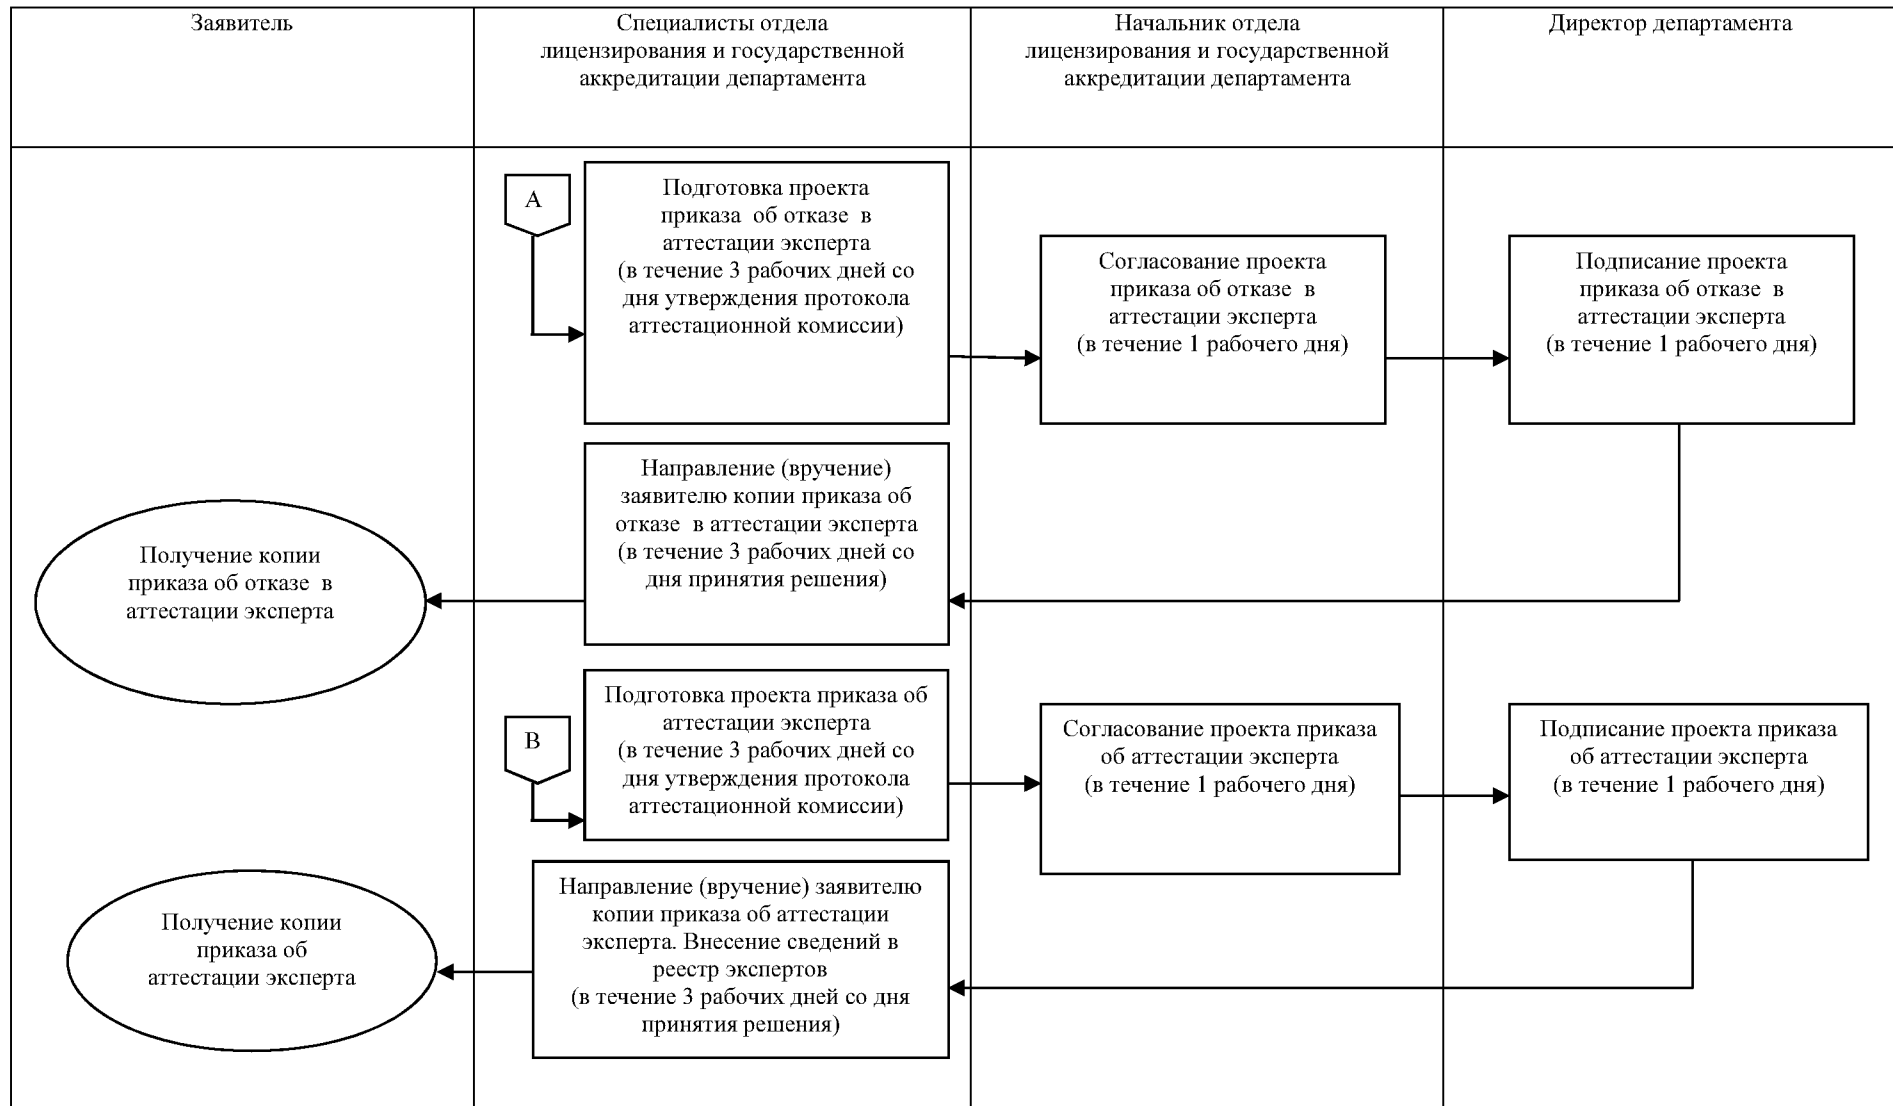 Заявитель
Специалисты отдела
лицензирования и государственной
аккредитации департамента
Начальник отдела
лицензирования и государственной
аккредитации департамента
Директор департамента
А
Подготовка проекта
приказа об отказе в
аттестации эксперта
(в течение 3 рабочих дней со
дня утверждения протокола
аттестационной комиссии)
Согласование проекта
приказа об отказе в
аттестации эксперта
(в течение 1 рабочего дня)
Подписание проекта
приказа об отказе в
аттестации эксперта
(в течение 1 рабочего дня)
Направление (вручение)
заявителю копии приказа об
отказе в аттестации эксперта
(в течение 3 рабочих дней со
дня принятия решения)
Получение копии
приказа об отказе в
аттестации эксперта
В
Подготовка проекта приказа об
аттестации эксперта
(в течение 3 рабочих дней со
дня утверждения протокола
аттестационной комиссии)
Согласование проекта приказа
об аттестации эксперта
(в течение 1 рабочего дня)
Подписание проекта приказа
об аттестации эксперта
(в течение 1 рабочего дня)
Направление (вручение) заявителю
копии приказа об аттестации
эксперта. Внесение сведений в
реестр экспертов
(в течение 3 рабочих дней со дня
принятия решения)
Получение копии
приказа об
аттестации эксперта